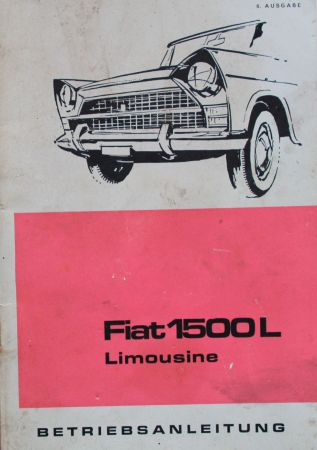 6. AUSGABE
Fiat 1500 L
Limousine
BETRIEBSANLEITUNG